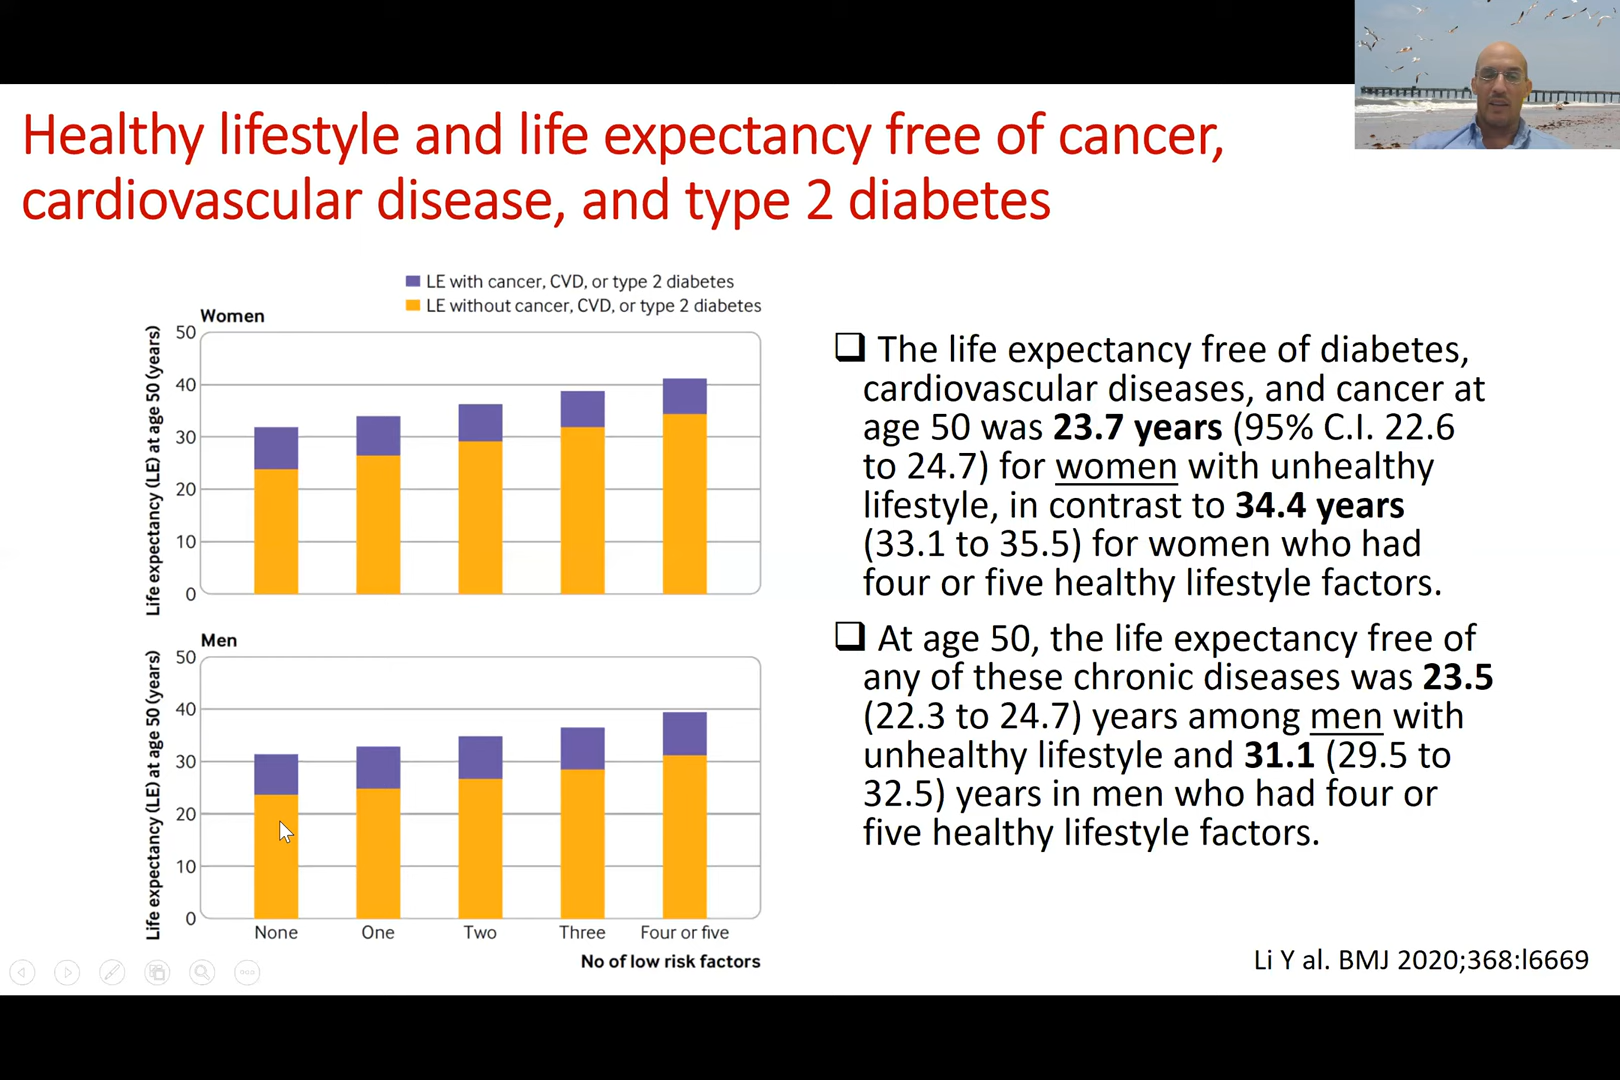 Healthy lifestyle and life expectancy free of cancer,
cardiovascular disease, and type 2 diabetes
LE with cancer, CVD, or type 2 diabetes
LE without cancer, CVD, or type 2 diabetes
Women
Life expectancy (LE) at age 50 (years)
50
40
30
20
10
0
Men
Life expectancy (LE) at age 50 (years)
50
40
30
20
10
0
None
One
Two
Three
Four or five
No of low risk factors
The life expectancy free of diabetes,
cardiovascular diseases, and cancer at
age 50 was 23.7 years (95% C.I. 22.6
to 24.7) for women with unhealthy
lifestyle, in contrast to 34.4 years
(33.1 to 35.5) for women who had
four or five healthy lifestyle factors.
At age 50, the life expectancy free of
any of these chronic diseases was 23.5
(22.3 to 24.7) years among men with
unhealthy lifestyle and 31.1 (29.5 to
32.5) years in men who had four or
five healthy lifestyle factors.
Li Y al. BMJ 2020;368:l6669